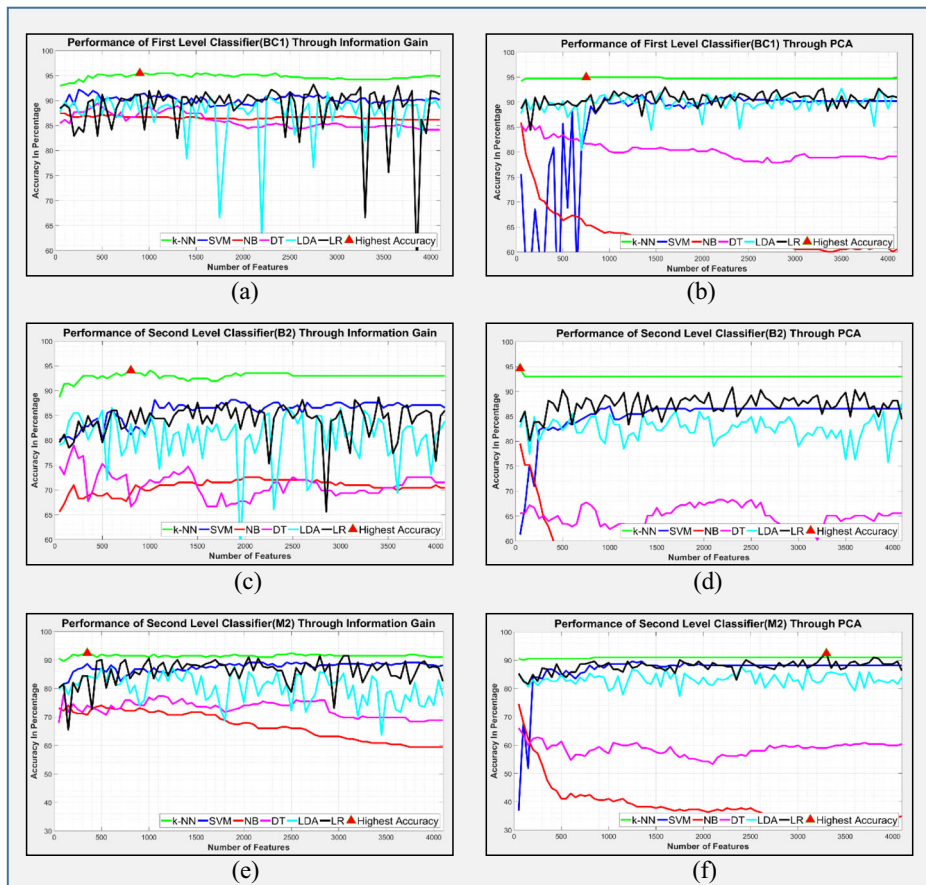 Performance of First Level Classifier(BC1) Through Information Gain
Accuracy In Percentage
100
95
90
85
80
75
70
65
60
k-NN SVM NB DT LDA LR Highest Accuracy
0 500 1000 1500 2000 2500 3000 3500 4000
Number of Features
(a)
Performance of First Level Classifier(BC1) Through PCA
Accuracy In Percentage
100
95
90
85
80
75
70
65
60
k-NN SVM NB DT LDA LR Highest Accuracy
0 500 1000 1500 2000 2500 3000 3500 4000
Number of Features
(b)
Performance of Second Level Classifier(B2) Through Information Gain
Accuracy In Percentage
100
95
90
85
80
75
70
65
60
k-NN SVM NB DT LDA LR Highest Accuracy
0 500 1000 1500 2000 2500 3000 3500 4000
Number of Features
(c)
Performance of Second Level Classifier(B2) Through PCA
Accuracy In Percentage
100
95
90
85
80
75
70
65
60
k-NN SVM NB DT LDA LR Highest Accuracy
0 500 1000 1500 2000 2500 3000 3500 4000
Number of Features
(d)
Performance of Second Level Classifier(M2) Through Information Gain
Accuracy In Percentage
100
90
80
70
60
50
40
30
k-NN SVM NB DT LDA LR Highest Accuracy
0 500 1000 1500 2000 2500 3000 3500 4000
Number of Features
(e)
Performance of Second Level Classifier(M2) Through PCA
Accuracy In Percentage
100
90
80
70
60
50
40
30
k-NN SVM NB DT LDA LR Highest Accuracy
0 500 1000 1500 2000 2500 3000 3500 4000
Number of Features
(f)